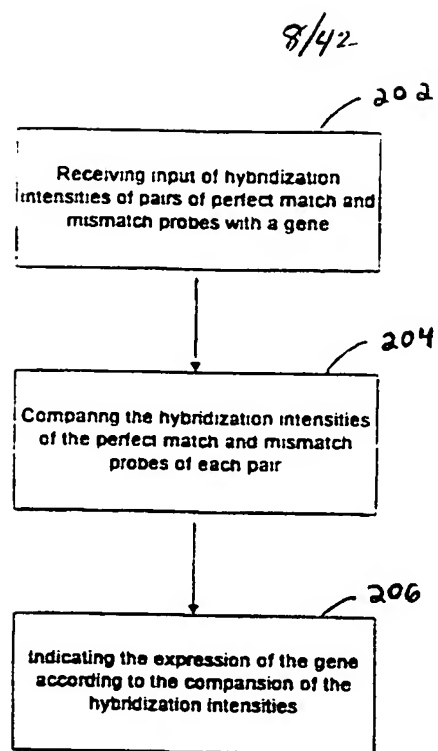 8/42
202
Receiving input of hybridization
intensities of pairs of perfect match and
mismatch probes with a gene
204
Comparing the hybridization intensities
of the perfect match and mismatch
probes of each pair
206
Indicating the expression of the gene
according to the comparison of the
hybridization intensities